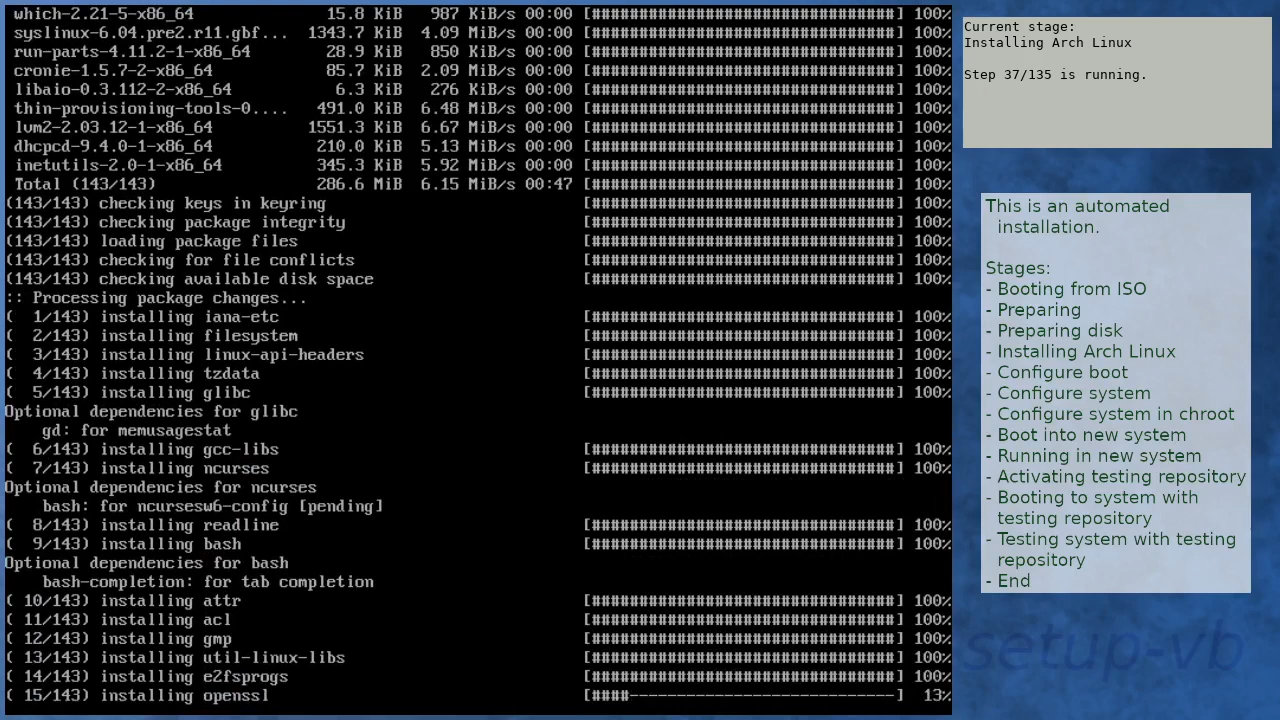 which-2.21-5-x86_64 15.8 KiB 987 KiB/s 00:00 [################################] 100%
syslinux-6.04.pre2.r11.gbf... 1343.7 KiB 4.09 MiB/s 00:00 [################################] 100%
run-parts-4.11.2-1-x86_64 28.9 KiB 850 KiB/s 00:00 [################################] 100%
cronie-1.5.7-2-x86_64 85.7 KiB 2.09 MiB/s 00:00 [################################] 100%
libaio-0.3.112-2-x86_64 6.3 KiB 276 KiB/s 00:00 [################################] 100%
thin-provisioning-tools-0.... 491.0 KiB 6.48 MiB/s 00:00 [################################] 100%
lvm2-2.03.12-1-x86_64 1551.3 KiB 6.67 MiB/s 00:00 [################################] 100%
dhcpcd-9.4.0-1-x86_64 210.0 KiB 5.13 MiB/s 00:00 [################################] 100%
inetutils-2.0-1-x86_64 345.3 KiB 5.92 MiB/s 00:00 [################################] 100%
Total (143/143) 286.6 MiB 6.15 MiB/s 00:47 [################################] 100%
(143/143) checking keys in keyring [################################] 100%
(143/143) checking package integrity [################################] 100%
(143/143) loading package files [################################] 100%
(143/143) checking for file conflicts [################################] 100%
(143/143) checking available disk space [################################] 100%
:: Processing package changes...
( 1/143) installing iana-etc [################################] 100%
( 2/143) installing filesystem [################################] 100%
( 3/143) installing linux-api-headers [################################] 100%
( 4/143) installing tzdata [################################] 100%
( 5/143) installing glibc [################################] 100%
Optional dependencies for glibc
gd: for memusagestat
( 6/143) installing gcc-libs [################################] 100%
( 7/143) installing ncurses [################################] 100%
Optional dependencies for ncurses
bash: for ncursesw6-config [pending]
( 8/143) installing readline [################################] 100%
( 9/143) installing bash [################################] 100%
Optional dependencies for bash
bash-completion: for tab completion
( 10/143) installing attr [################################] 100%
( 11/143) installing acl [################################] 100%
( 12/143) installing gmp [################################] 100%
( 13/143) installing util-linux-libs [################################] 100%
( 14/143) installing e2fsprogs [################################] 100%
( 15/143) installing openssl [####----------------------------] 13%
Current stage:
Installing Arch Linux
Step 37/135 is running.
This is an automated
installation.
Stages:
- Booting from ISO
- Preparing
- Preparing disk
- Installing Arch Linux
- Configure boot
- Configure system
- Configure system in chroot
- Boot into new system
- Running in new system
- Activating testing repository
- Booting to system with
testing repository
- Testing system with testing
repository
- End
setup-vb